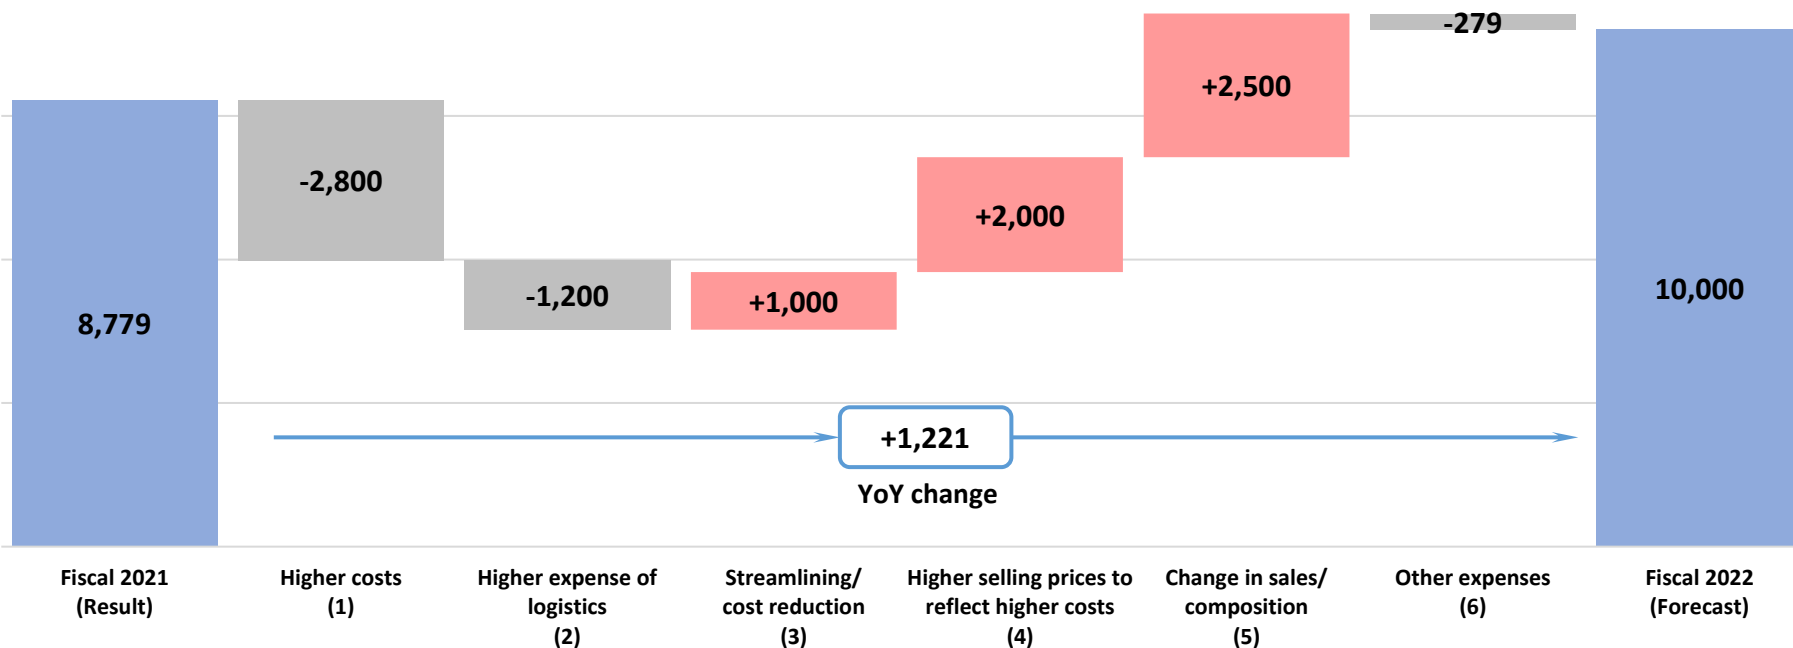 -279
+2,500
-2,800
+2,000
-1,200
+1,000
10,000
8,779
+1,221
YoY change
Fiscal 2021
(Result)
Higher costs
(1)
Higher expense of
logistics
(2)
Streamlining/
cost reduction
(3)
Higher selling prices to
reflect higher costs
(4)
Change in sales/
composition
(5)
Other expenses
(6)
Fiscal 2022
(Forecast)